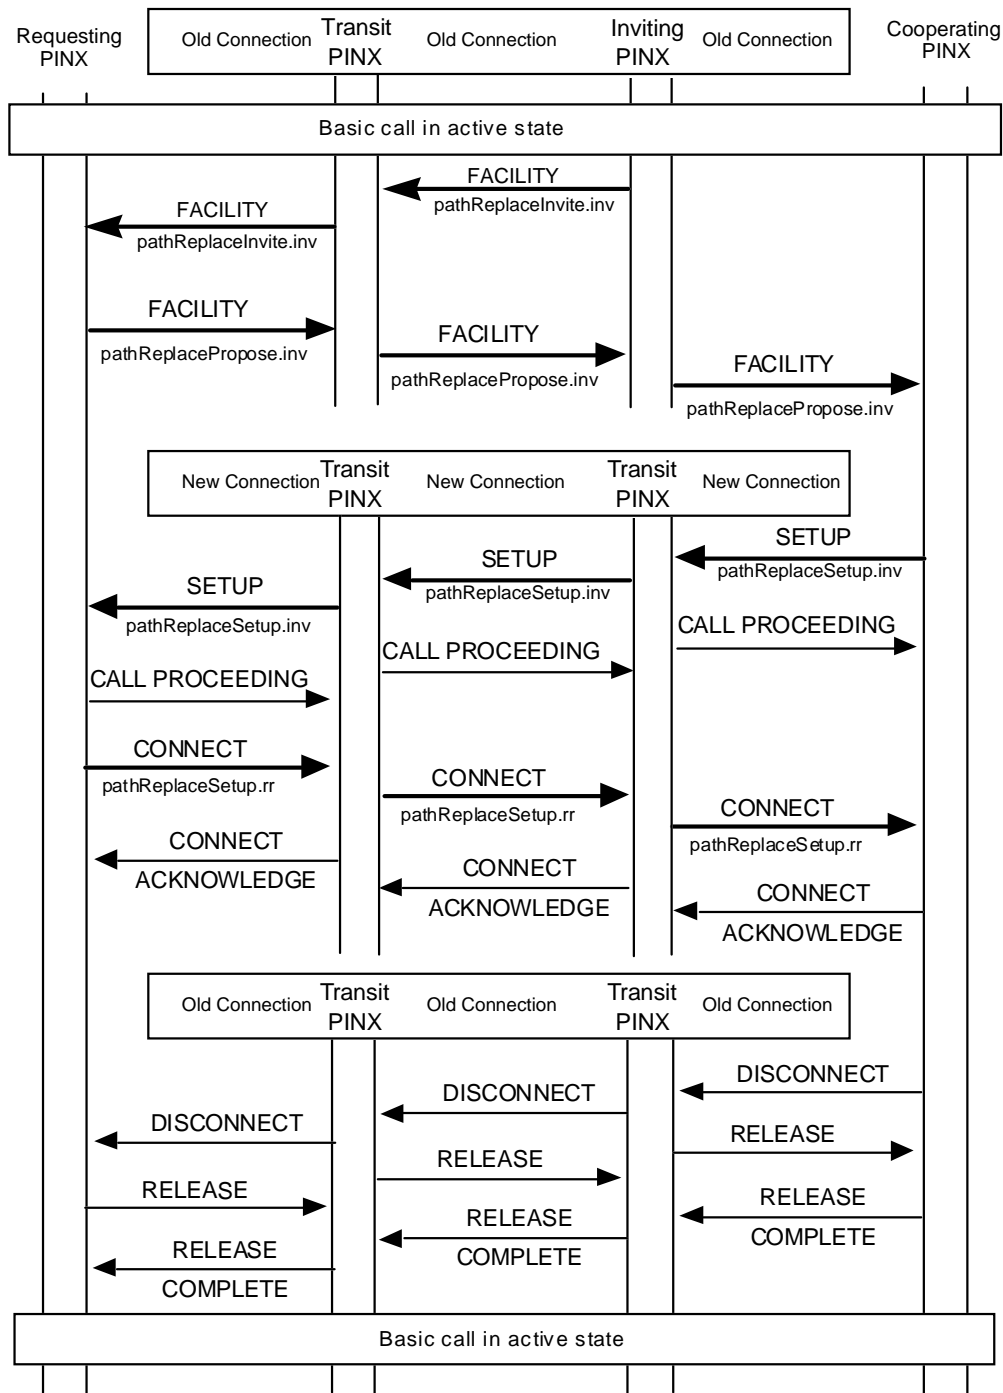 Requesting
PINX
Old Connection
Transit
PINX
Old Connection
Inviting
PINX
Old Connection
Cooperating
PINX
Basic call in active state
FACILITY
pathReplaceInvite.inv
FACILITY
pathReplaceInvite.inv
FACILITY
pathReplacePropose.inv
FACILITY
pathReplacePropose.inv
FACILITY
pathReplacePropose.inv
New Connection
Transit
PINX
New Connection
Transit
PINX
New Connection
SETUP
pathReplaceSetup.inv
SETUP
pathReplaceSetup.inv
SETUP
pathReplaceSetup.inv
CALL PROCEEDING
CALL PROCEEDING
CALL PROCEEDING
CONNECT
pathReplaceSetup.rr
CONNECT
pathReplaceSetup.rr
CONNECT
pathReplaceSetup.rr
CONNECT
ACKNOWLEDGE
CONNECT
ACKNOWLEDGE
CONNECT
ACKNOWLEDGE
Old Connection
Transit
PINX
Old Connection
Transit
PINX
Old Connection
DISCONNECT
DISCONNECT
DISCONNECT
RELEASE
RELEASE
RELEASE
RELEASE
COMPLETE
RELEASE
COMPLETE
RELEASE
COMPLETE
Basic call in active state